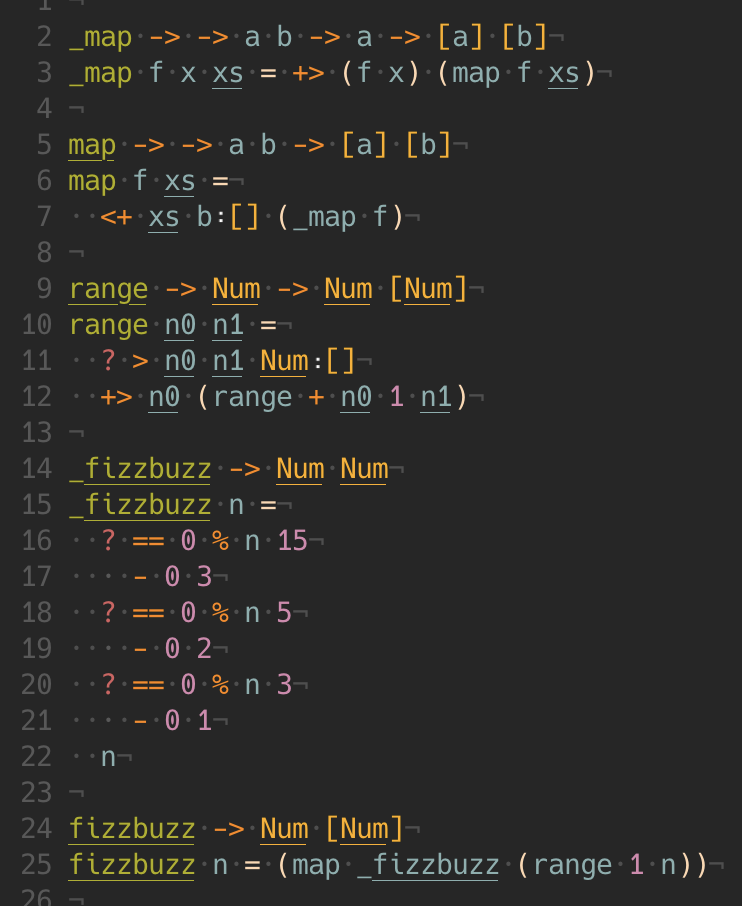 1
2 _map -> -> a b -> a -> [a] [b]¬
3 _map f x xs = +> (f x) (map f xs)¬
4 ¬
5 map -> -> a b -> [a] [b]¬
6 map f xs =¬
7 ··<+ xs b:[] (_map f)¬
8 ¬
9 range -> Num -> Num [Num]¬
10 range n0 n1 =¬
11 ··? > n0 n1 Num:[]¬
12 ··+> n0 (range + n0 1 n1)¬
13 ¬
14 _fizzbuzz -> Num Num¬
15 _fizzbuzz n =¬
16 ··? == 0 % n 15¬
17 ····- 0 3¬
18 ··? == 0 % n 5¬
19 ····- 0 2¬
20 ··? == 0 % n 3¬
21 ····- 0 1¬
22 ··n¬
23 ¬
24 fizzbuzz -> Num [Num]¬
25 fizzbuzz n = (map _fizzbuzz (range 1 n))¬
26 ¬